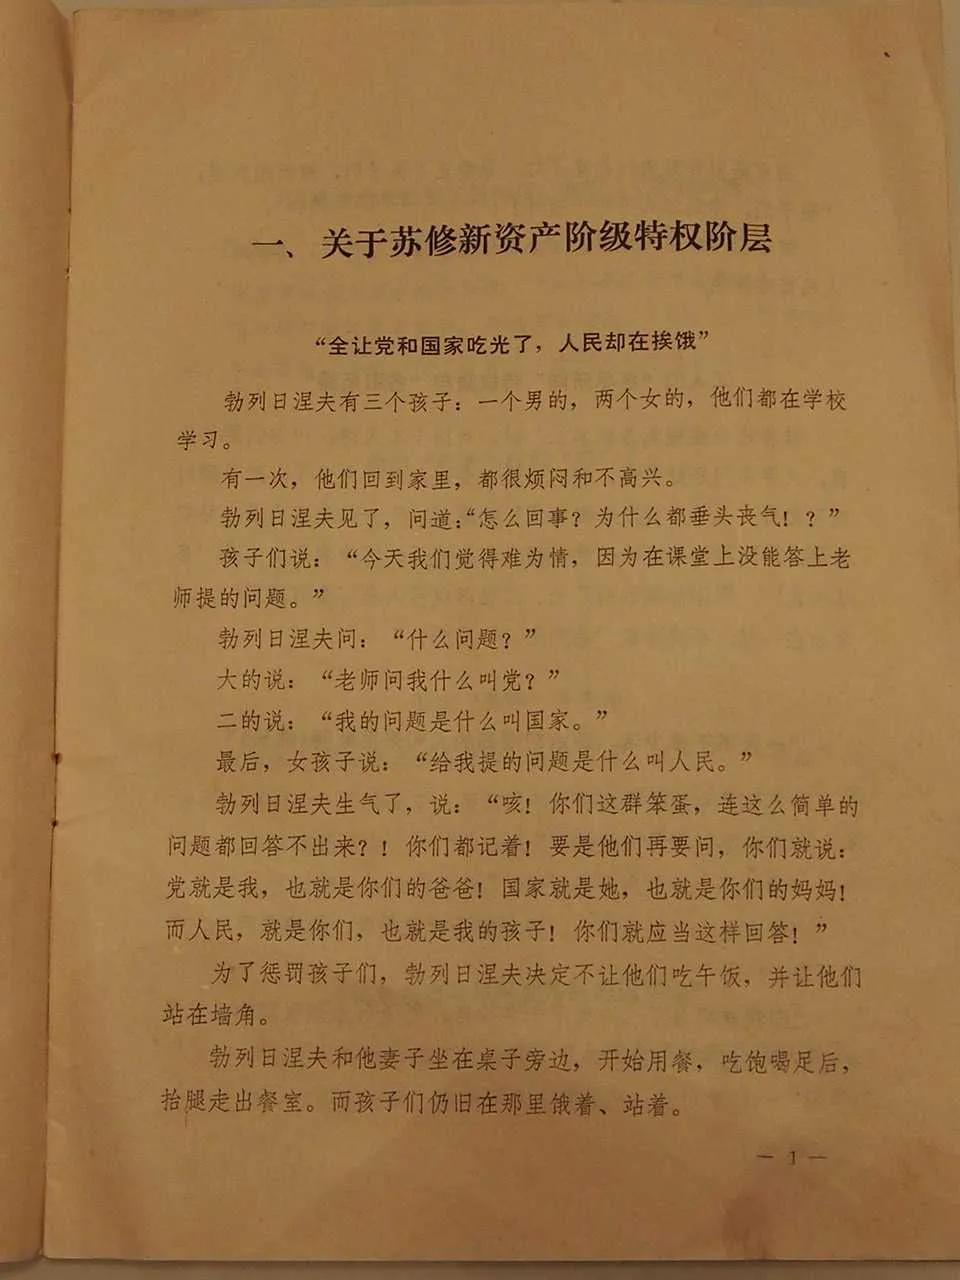 一、关于苏修新资产阶级特权阶层
“全让党和国家吃光了，人民却在挨饿”
勃列日涅夫有三个孩子：一个男的，两个女的，他们都在学校
学习。
有一次，他们回到家里，都很烦闷和不高兴。
勃列日涅夫见了，问道：“怎么回事？为什么都垂头丧气！？”
孩子们说：“今天我们觉得难为情，因为在课堂上没能答上老
师提的问题。”
勃列日涅夫问：“什么问题？”
大的说：“老师问我什么叫党？”
二的说：“我的问题是什么叫国家。”
最后，女孩子说：“给我提的问题是什么叫人民。”
勃列日涅夫生气了，说：“咳！你们这群笨蛋，连这么简单的
问题都回答不出来？！你们都记着！要是他们再要问，你们就说：
党就是我，也就是你们的爸爸！国家就是她，也就是你们的妈妈！
而人民，就是你们，也就是我的孩子！你们就应当这样回答！”
为了惩罚孩子们，勃列日涅夫决定不让他们吃午饭，并让他们
站在墙角。
勃列日涅夫和他妻子坐在桌子旁边，开始用餐，吃饱喝足后，
抬腿走出餐室。而孩子们仍旧在那里饿着、站着。
— 1 —